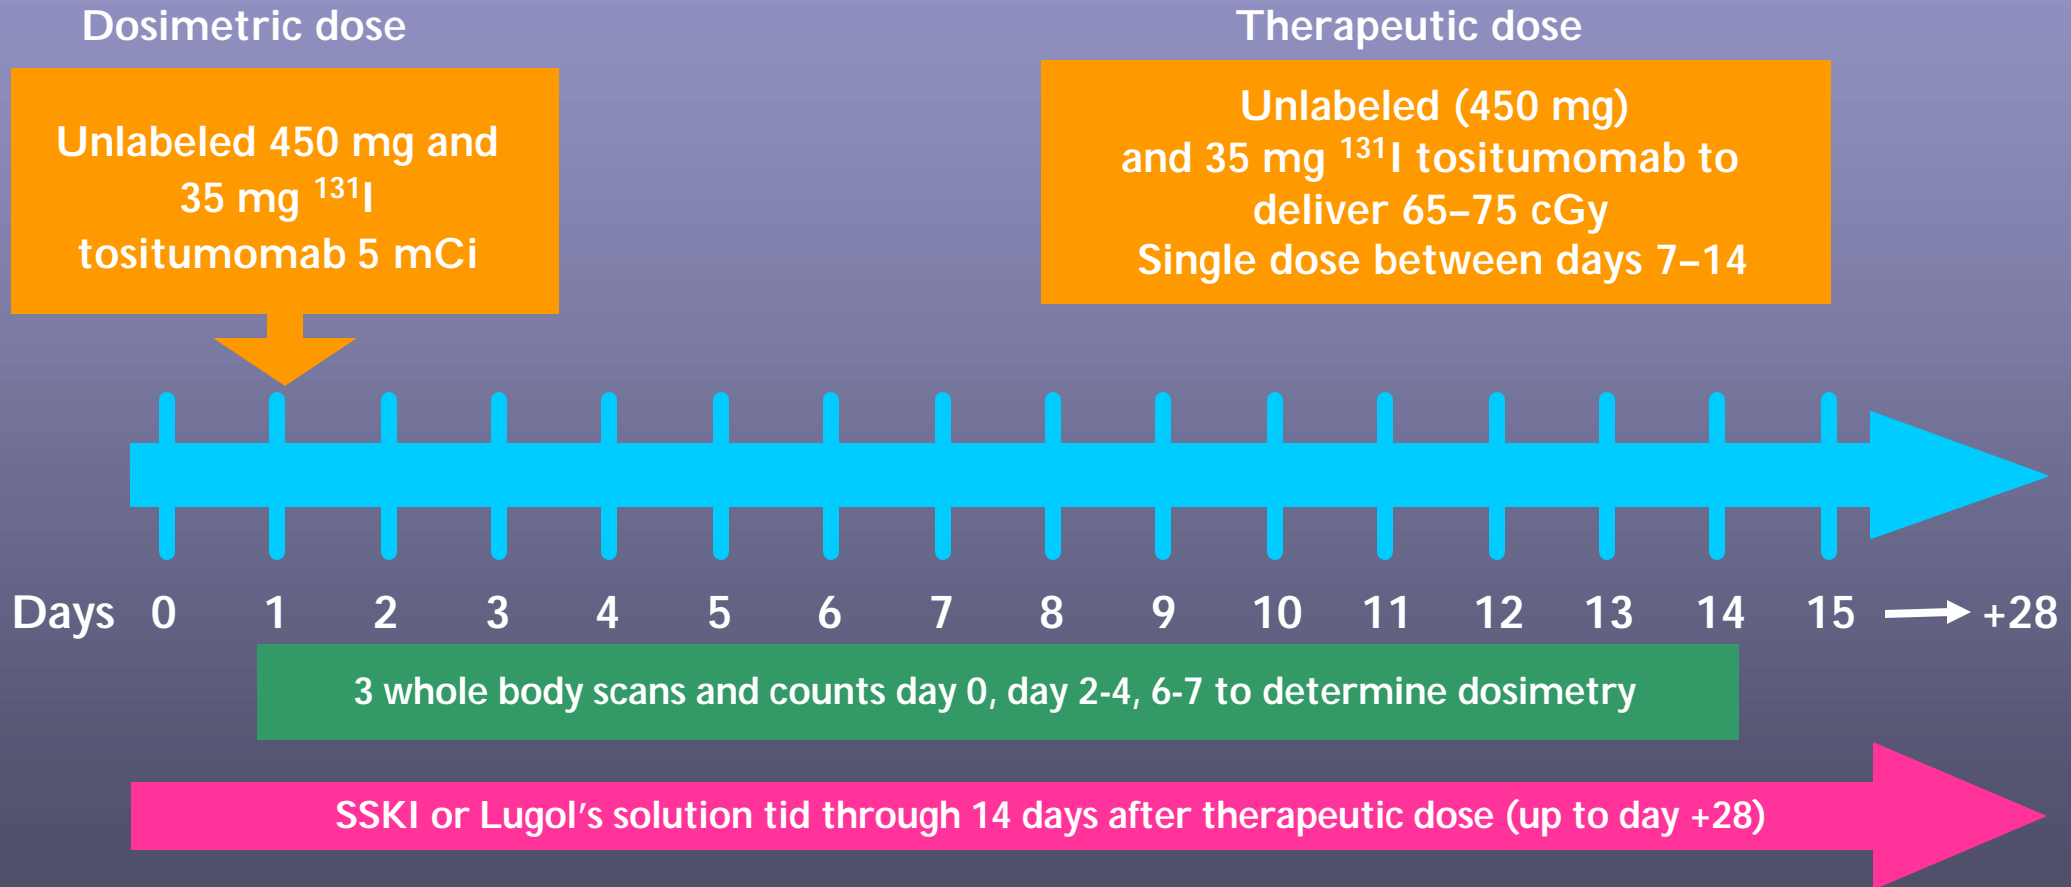 Dosimetric dose
Unlabeled 450 mg and
35 mg ¹³¹I
tositumomab 5 mCi
Therapeutic dose
Unlabeled (450 mg)
and 35 mg ¹³¹I tositumomab to
deliver 65–75 cGy
Single dose between days 7–14
Days 0 1 2 3 4 5 6 7 8 9 10 11 12 13 14 15 → +28
3 whole body scans and counts day 0, day 2-4, 6-7 to determine dosimetry
SSKI or Lugol's solution tid through 14 days after therapeutic dose (up to day +28)